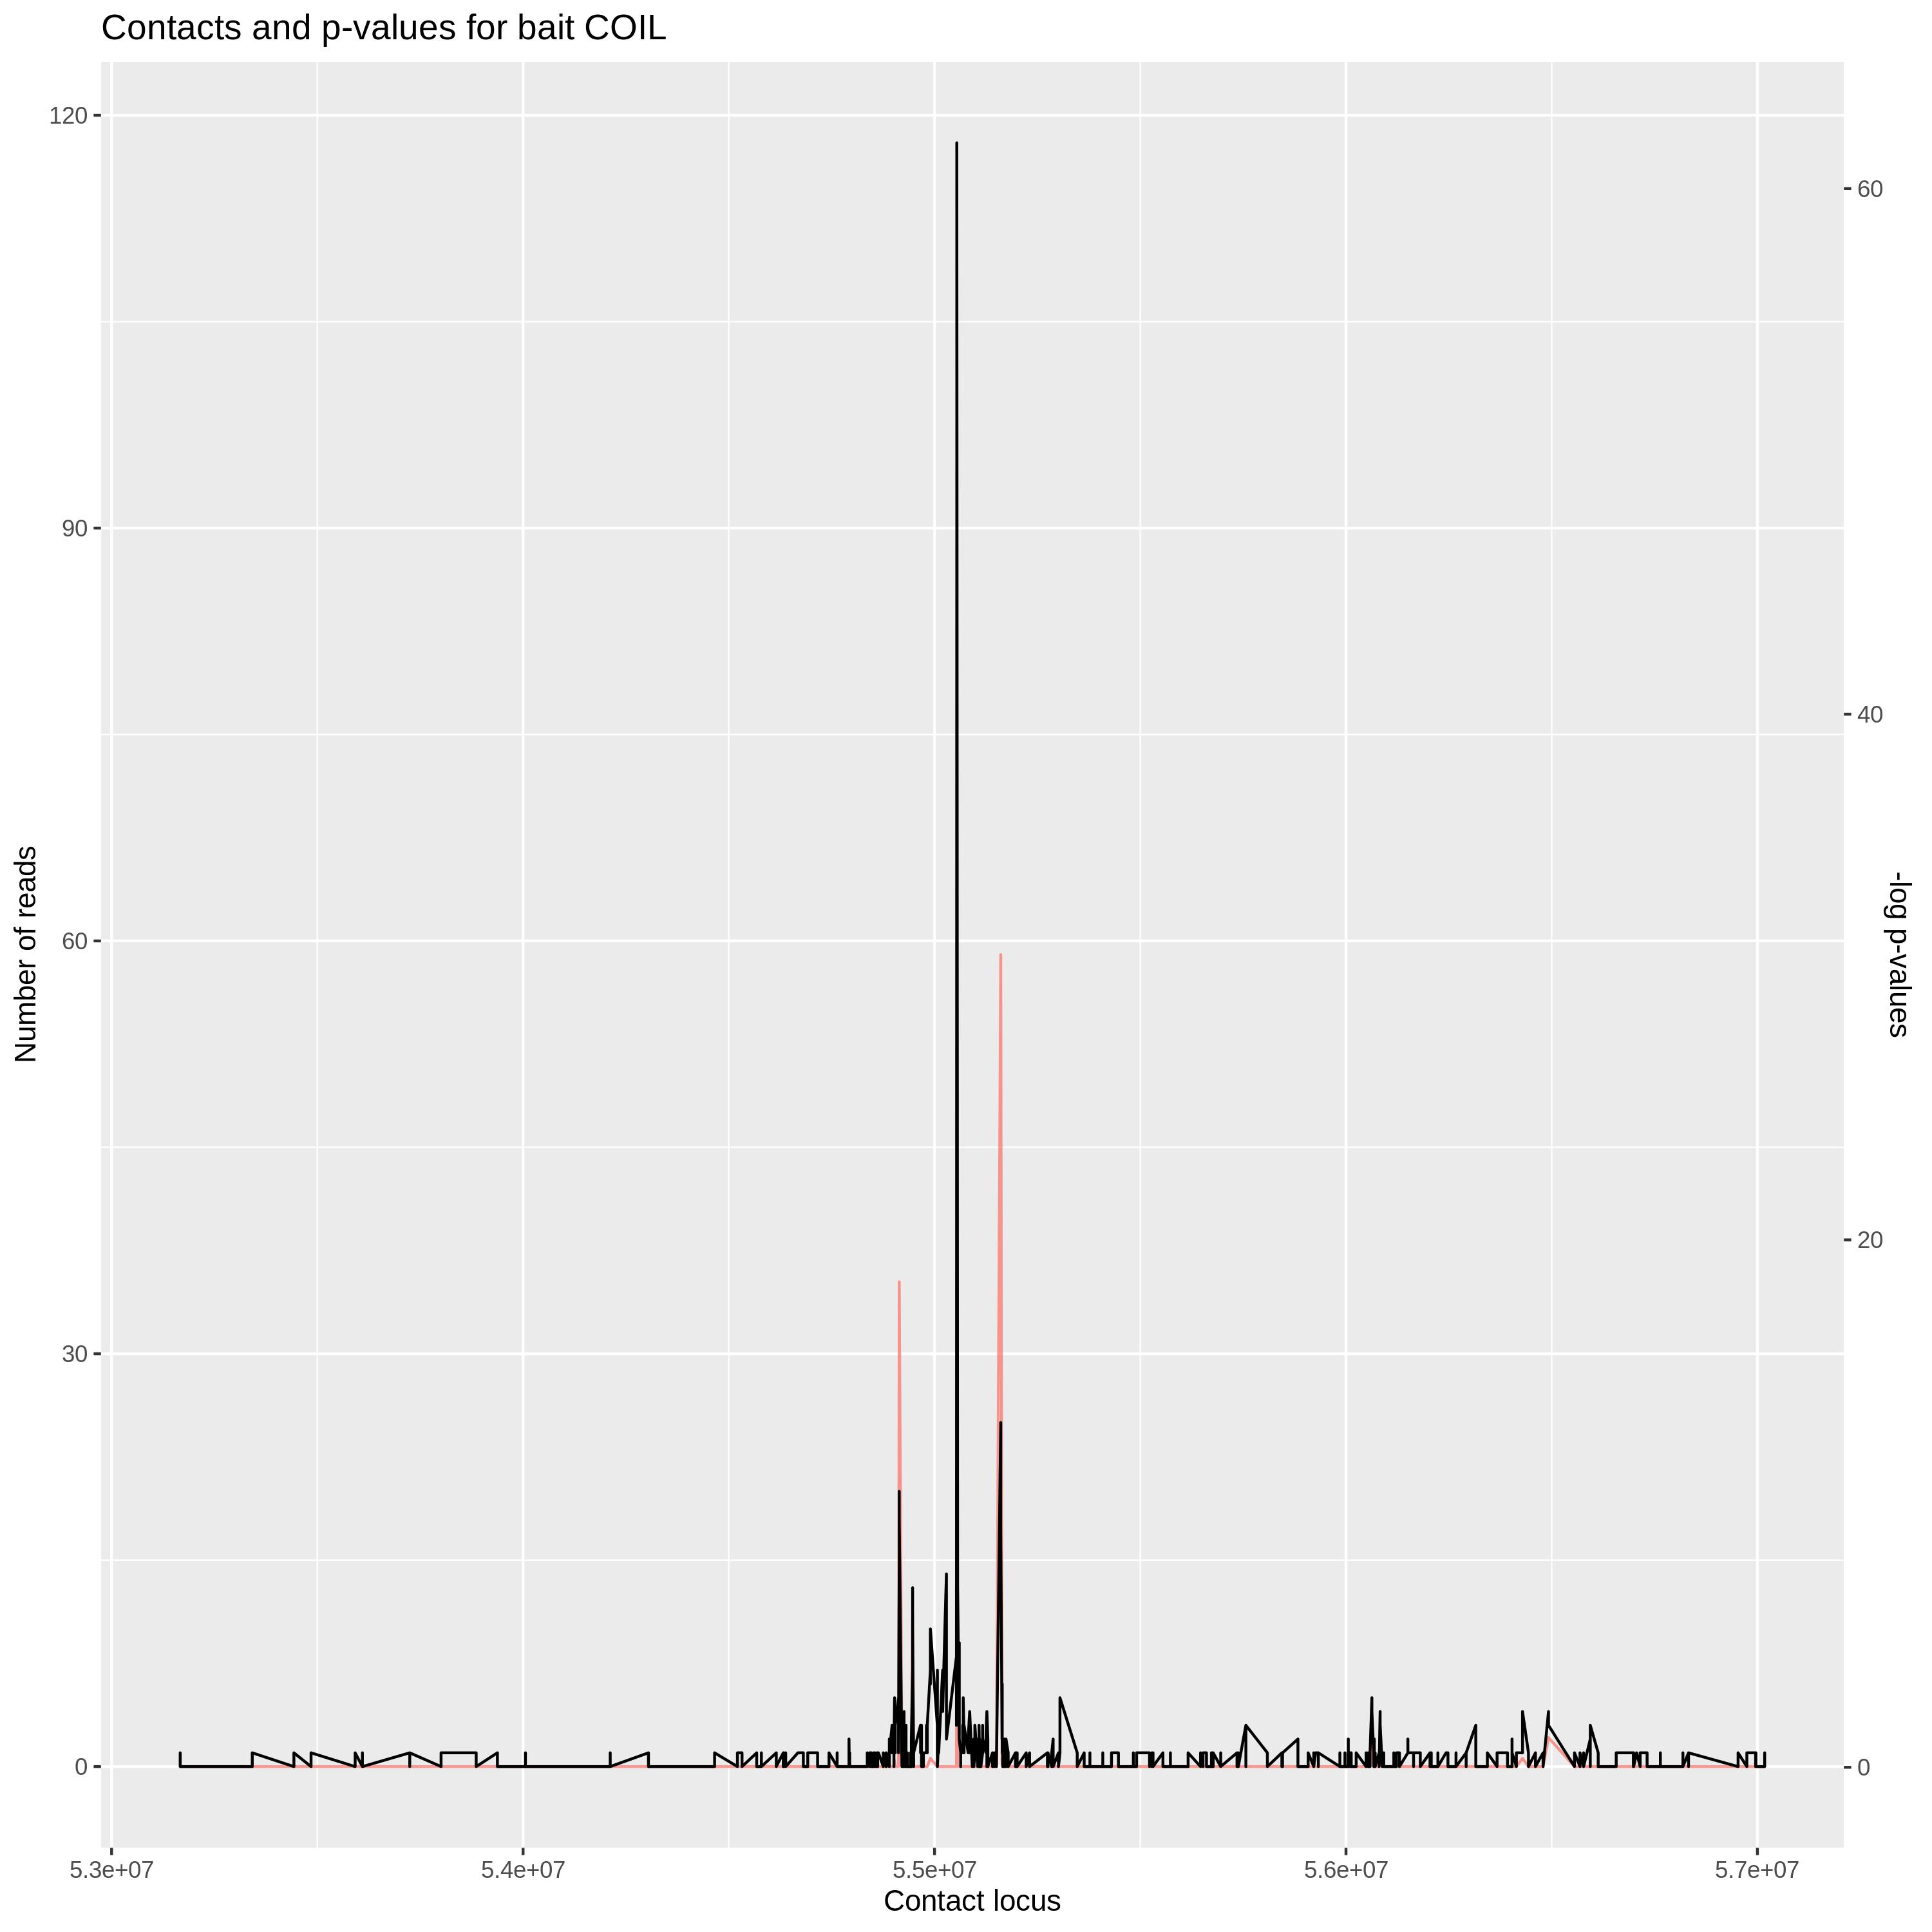 Contacts and p-values for bait COIL
120
90
60
30
0
Number of reads
60
40
20
0
-log p-values
5.3e+07
5.4e+07
5.5e+07
5.6e+07
5.7e+07
Contact locus